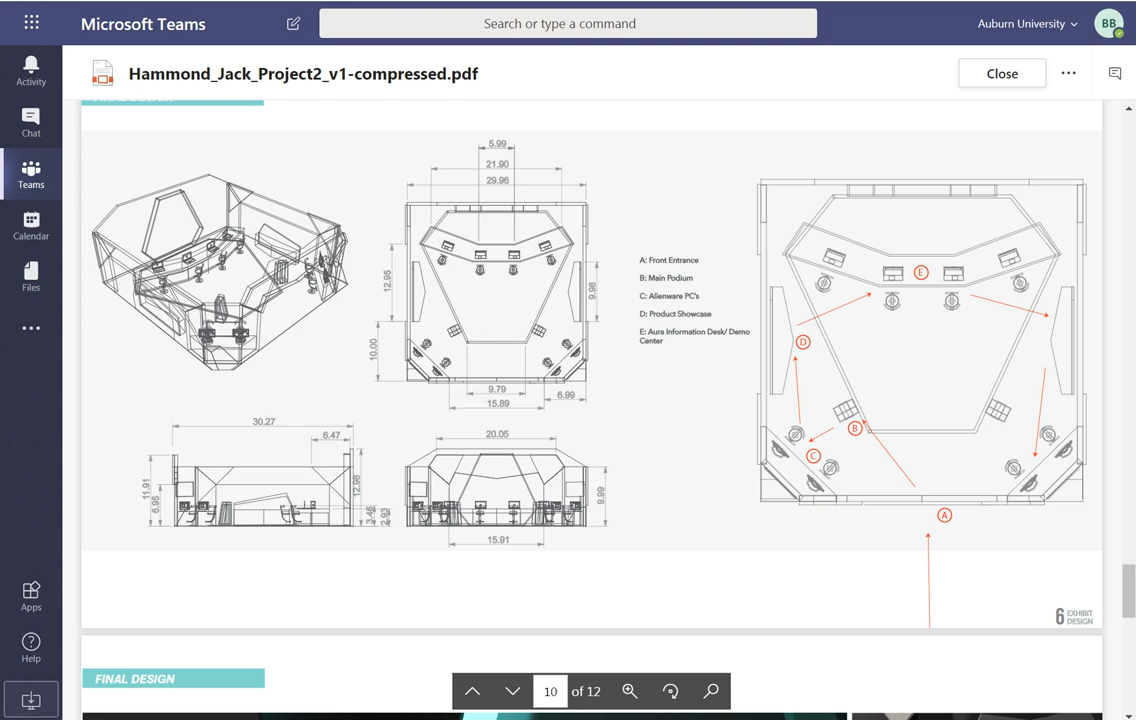 Microsoft Teams
Search or type a command
Auburn University
BB
Activity
Chat
Teams
Calendar
Files
Apps
Help
Hammond_Jack_Project2_v1-compressed.pdf
Close
FINAL DESIGN
5.99
21.90
29.96
12.95
9.98
10.00
9.79
6.99
15.89
A: Front Entrance
B: Main Podium
C: Alienware PC's
D: Product Showcase
E: Aura Information Desk/ Demo
Center
E
D
B
C
A
30.27
6.47
11.91
6.95
12.98
3.46
2.93
20.05
9.99
15.91
6 EXHIBIT
DESIGN
FINAL DESIGN
10 of 12